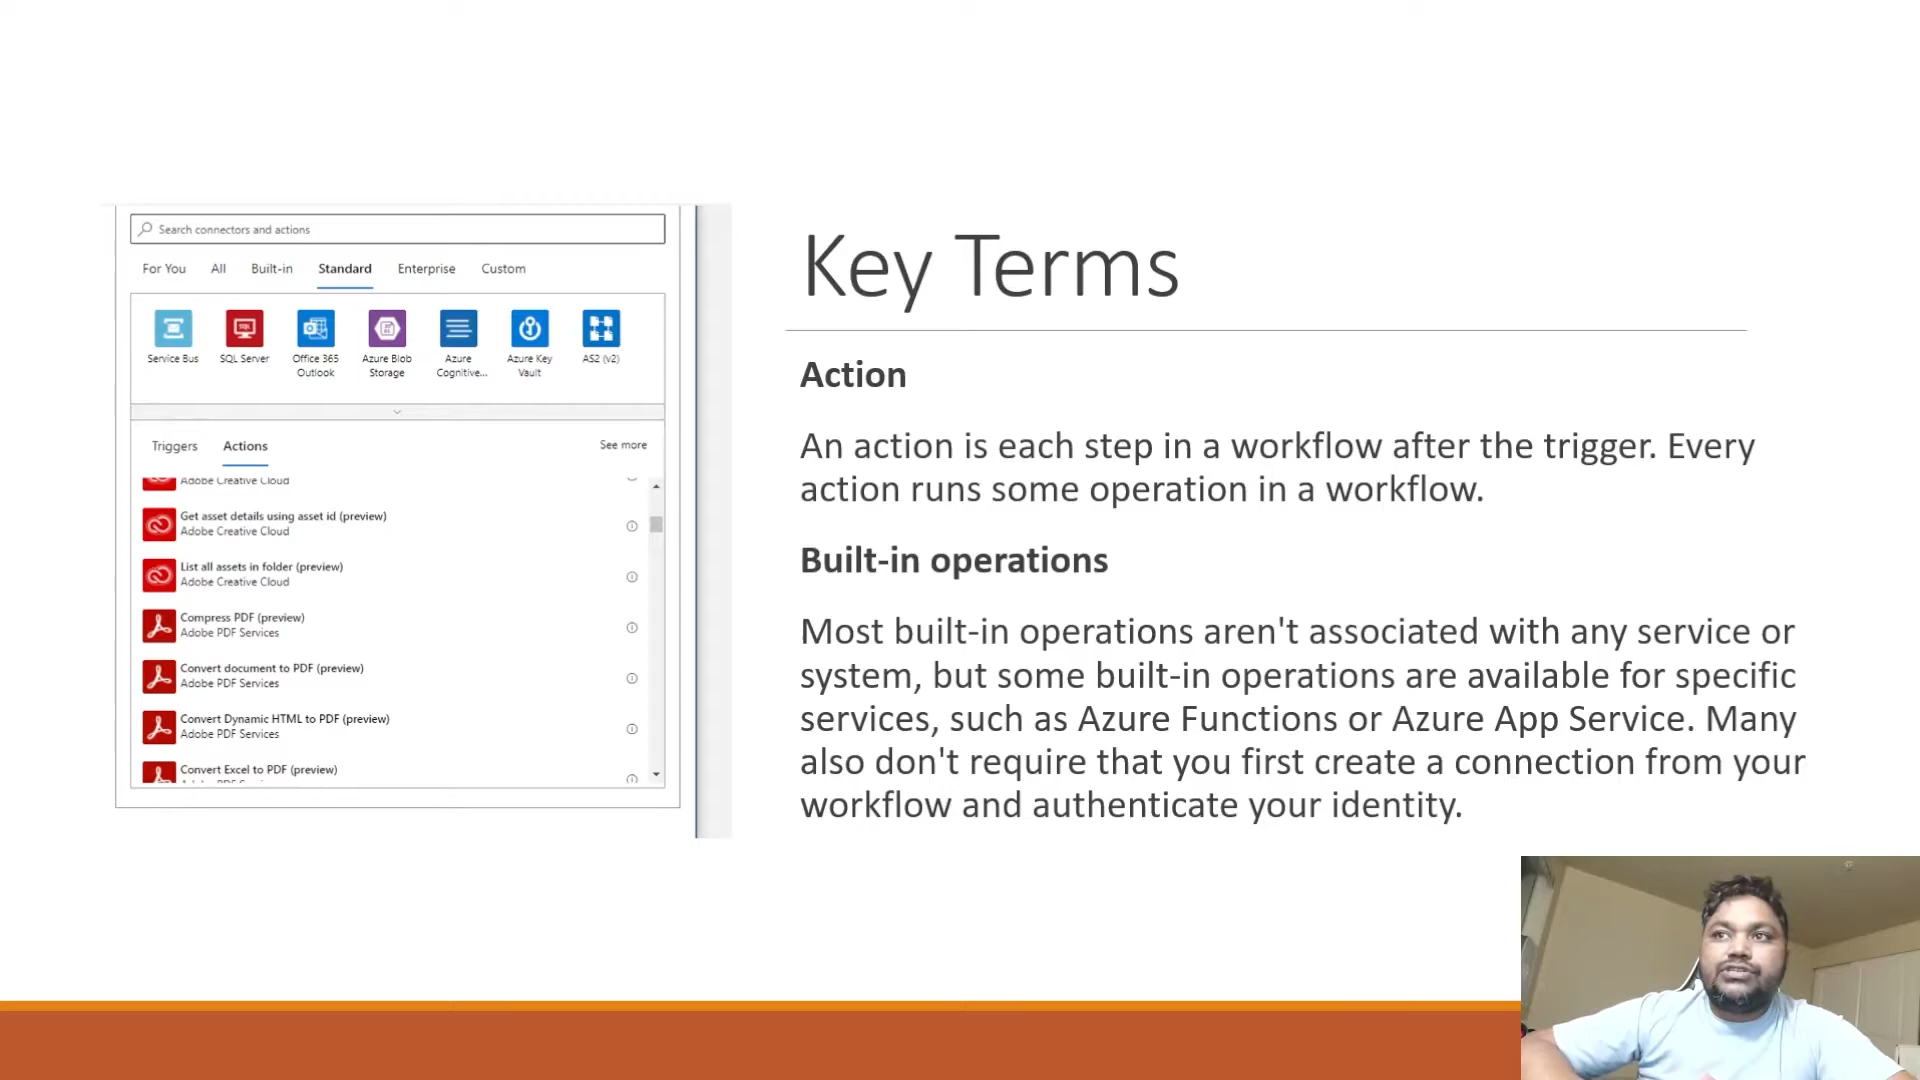 Search connectors and actions
For You All Built-in Standard Enterprise Custom
Service Bus
SQL Server
Office 365
Outlook
Azure Blob
Storage
Azure
Cognitive...
Azure Key
Vault
AS2 (v2)
Triggers Actions See more
Adobe Creative Cloud
Get asset details using asset id (preview)
Adobe Creative Cloud
List all assets in folder (preview)
Adobe Creative Cloud
Compress PDF (preview)
Adobe PDF Services
Convert document to PDF (preview)
Adobe PDF Services
Convert Dynamic HTML to PDF (preview)
Adobe PDF Services
Convert Excel to PDF (preview)
Key Terms
Action
An action is each step in a workflow after the trigger. Every
action runs some operation in a workflow.
Built-in operations
Most built-in operations aren't associated with any service or
system, but some built-in operations are available for specific
services, such as Azure Functions or Azure App Service. Many
also don't require that you first create a connection from your
workflow and authenticate your identity.